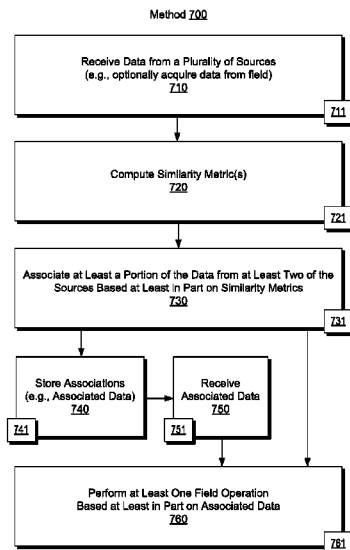 Method 700
Receive Data from a Plurality of Sources
(e.g., optionally acquire data from field)
710
711
Compute Similarity Metric(s)
720
721
Associate at Least a Portion of the Data from at Least Two of the
Sources Based at Least in Part on Similarity Metrics
730
731
Store Associations
(e.g., Associated Data)
740
741
Receive
Associated Data
750
751
Perform at Least One Field Operation
Based at Least in Part on Associated Data
760
761